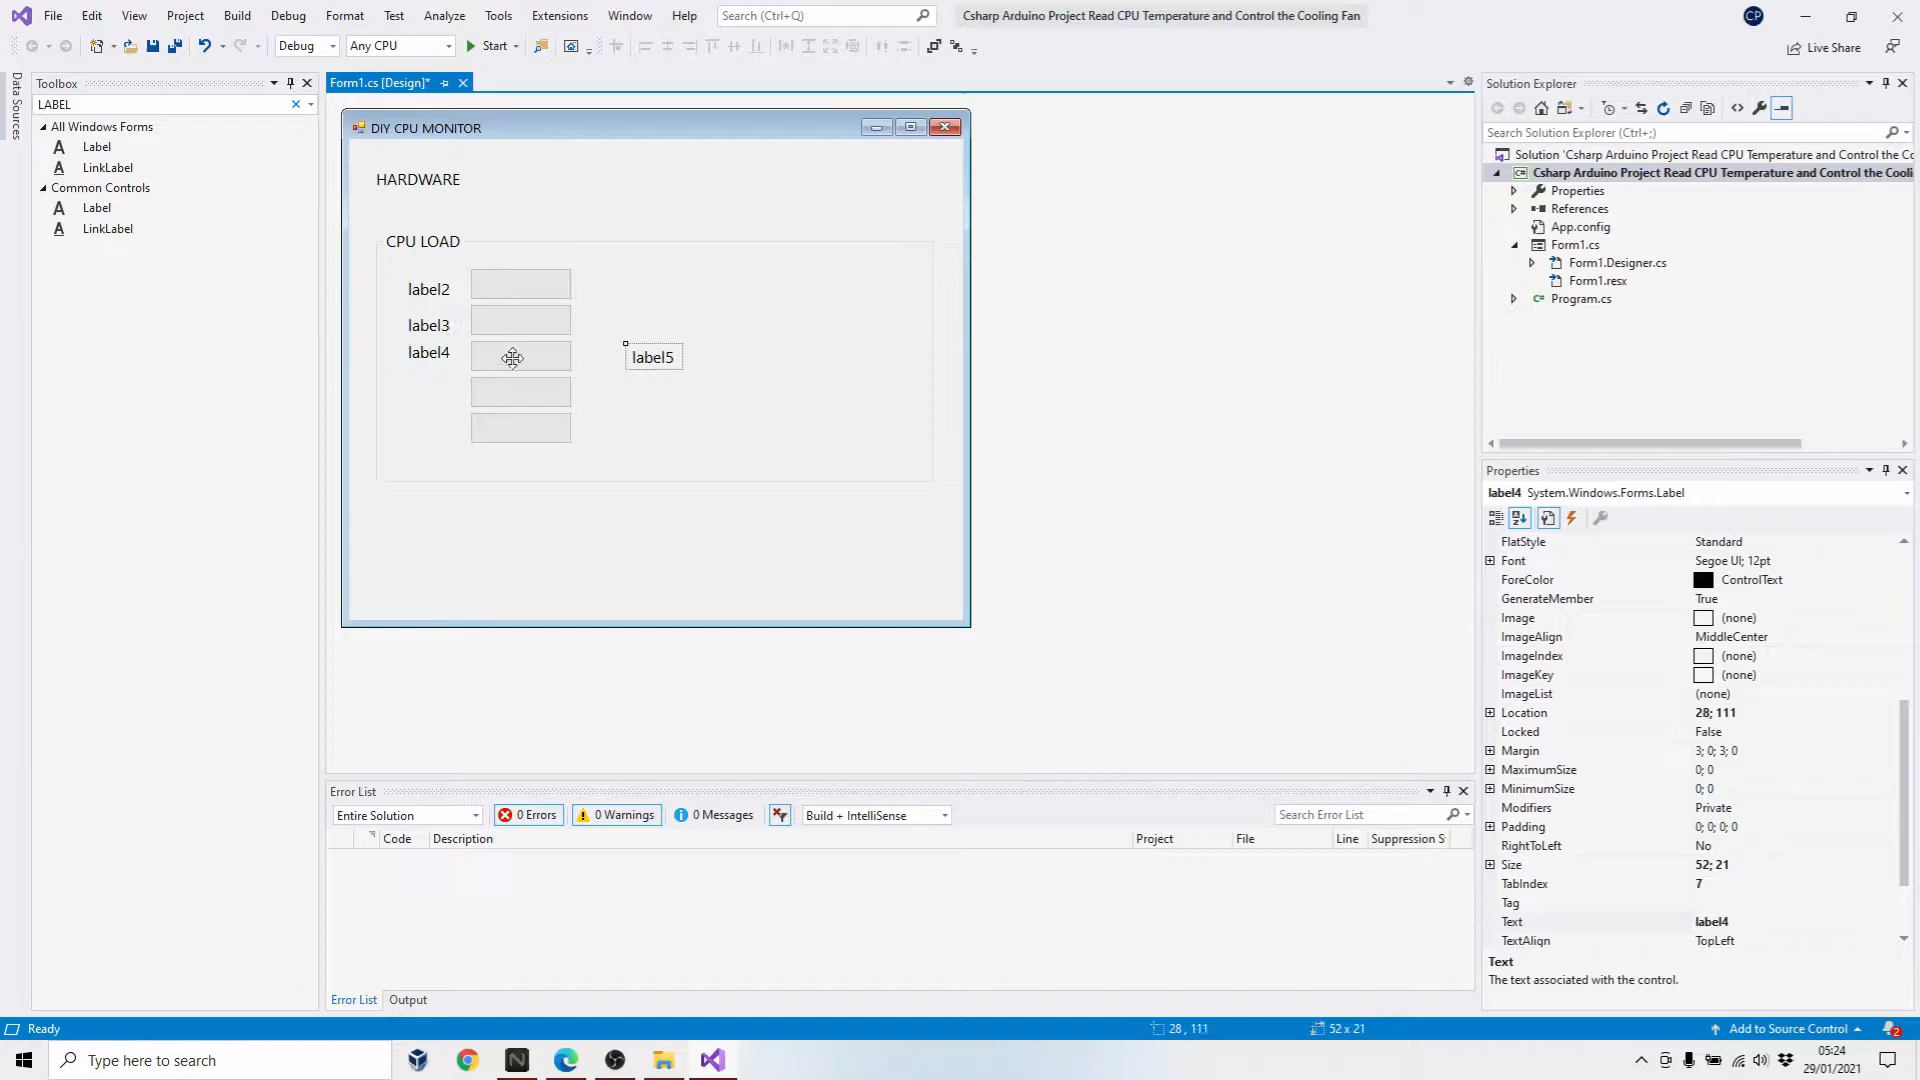 File Edit View Project Build Debug Format Test Analyze Tools Extensions Window Help Search (Ctrl+Q) Csharp Arduino Project Read CPU Temperature and Control the Cooling Fan CP
Debug Any CPU Start Live Share
Data Sources
Toolbox
LABEL
All Windows Forms
Label
LinkLabel
Common Controls
Label
LinkLabel
Form1.cs [Design]*
DIY CPU MONITOR
HARDWARE
CPU LOAD
label2
label3
label4
label5
Solution Explorer
Search Solution Explorer (Ctrl+;)
Solution 'Csharp Arduino Project Read CPU Temperature and Control the Co
Csharp Arduino Project Read CPU Temperature and Control the Cooli
Properties
References
App.config
Form1.cs
Form1.Designer.cs
Form1.resx
Program.cs
Properties
label4 System.Windows.Forms.Label
FlatStyle Standard
Font Segoe UI; 12pt
ForeColor ControlText
GenerateMember True
Image (none)
ImageAlign MiddleCenter
ImageIndex (none)
ImageKey (none)
ImageList (none)
Location 28; 111
Locked False
Margin 3; 0; 3; 0
MaximumSize 0; 0
MinimumSize 0; 0
Modifiers Private
Padding 0; 0; 0; 0
RightToLeft No
Size 52; 21
TabIndex 7
Tag
Text label4
TextAlign TopLeft
Text
The text associated with the control.
Error List
Entire Solution 0 Errors 0 Warnings 0 Messages Build + IntelliSense Search Error List
Code Description Project File Line Suppression S
Error List Output
Ready 28 , 111 52 x 21 Add to Source Control 2
Type here to search
05:24
29/01/2021